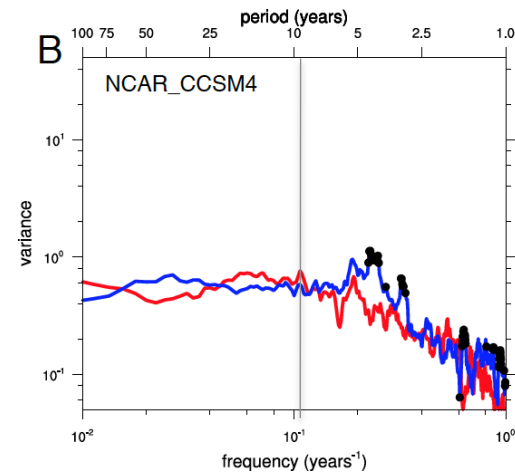 period (years)
100 75 50 25 10 5 2.5 1.0
B
NCAR_CCSM4
10¹
10⁰
10⁻¹
variance
10⁻² 10⁻¹ 10⁰
frequency (years⁻¹)